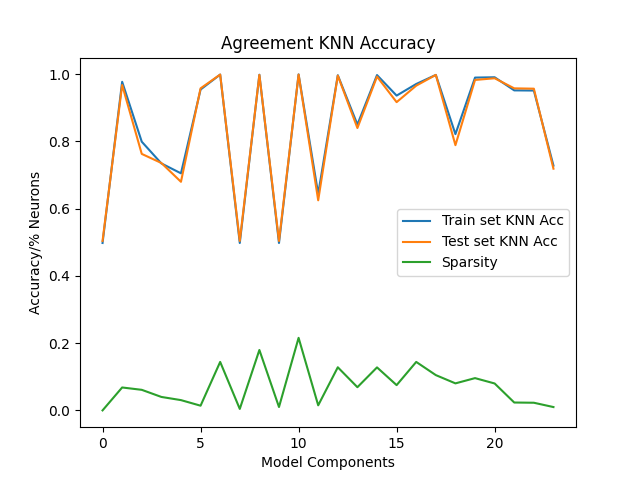 Agreement KNN Accuracy
1.0
0.8
0.6
0.4
0.2
0.0
Accuracy/% Neurons
Train set KNN Acc
Test set KNN Acc
Sparsity
0 5 10 15 20
Model Components